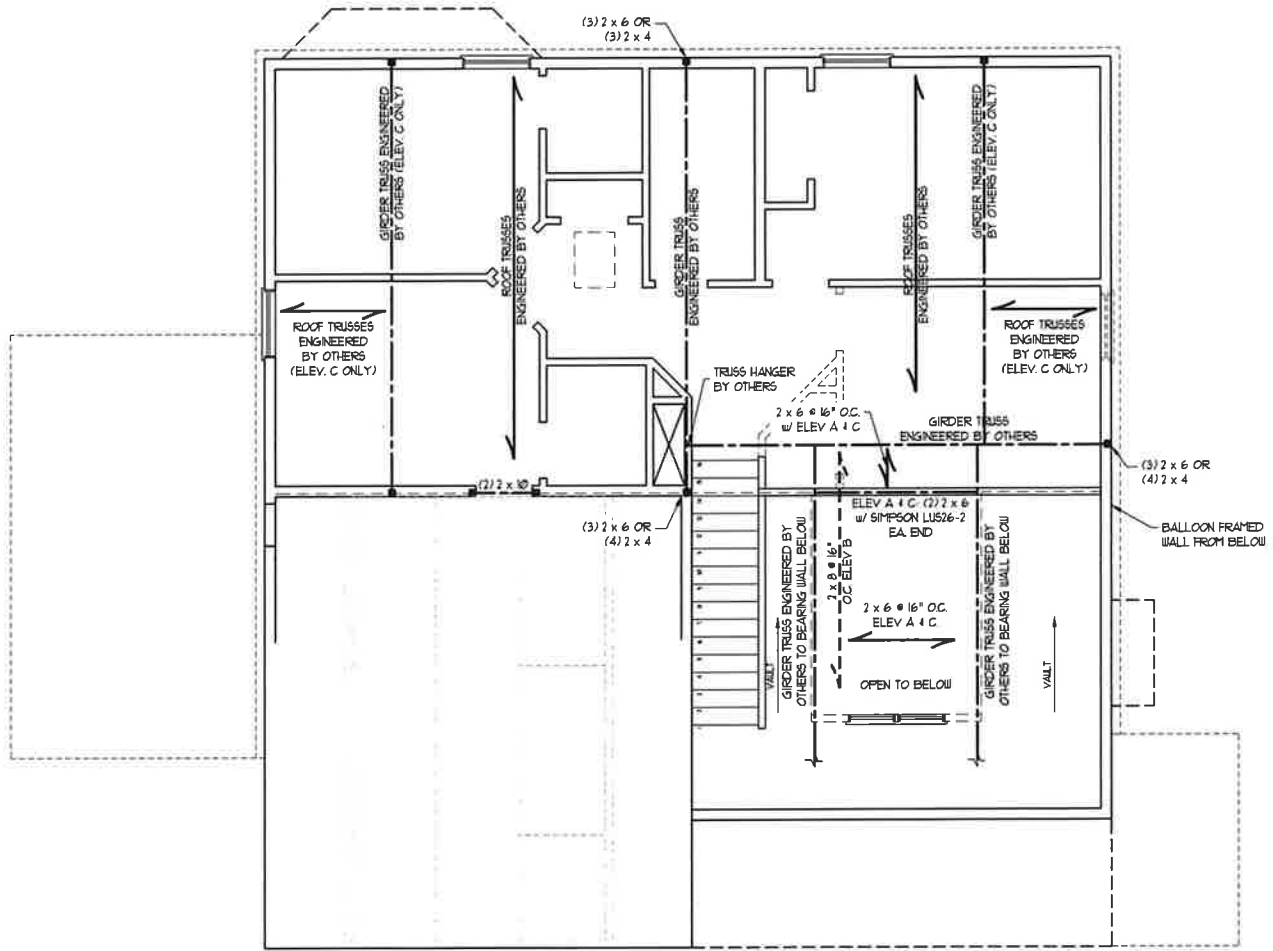 (3) 2 x 6 OR
(3) 2 x 4
GIRDER TRUSS ENGINEERED
BY OTHERS (ELEV. C ONLY)
ROOF TRUSSES
ENGINEERED BY OTHERS
GIRDER TRUSS
ENGINEERED BY OTHERS
ROOF TRUSSES
ENGINEERED BY OTHERS
GIRDER TRUSS ENGINEERED
BY OTHERS (ELEV. C ONLY)
ROOF TRUSSES
ENGINEERED
BY OTHERS
(ELEV. C ONLY)
ROOF TRUSSES
ENGINEERED
BY OTHERS
(ELEV. C ONLY)
TRUSS HANGER
BY OTHERS
2 x 6 @ 16" O.C.
w/ ELEV A & C
GIRDER TRUSS
ENGINEERED BY OTHERS
(3) 2 x 6 OR
(4) 2 x 4
(2) 2 x 10
(3) 2 x 6 OR
(4) 2 x 4
ELEV A & C (2) 2 x 6
w/ SIMPSON LUS26-2
EA. END
BALLOON FRAMED
WALL FROM BELOW
GIRDER TRUSS ENGINEERED BY
OTHERS TO BEARING WALL BELOW
2 x 8 @ 16"
O.C. ELEV B
2 x 6 @ 16" O.C.
ELEV A & C
GIRDER TRUSS ENGINEERED BY
OTHERS TO BEARING WALL BELOW
VAULT
OPEN TO BELOW
VAULT